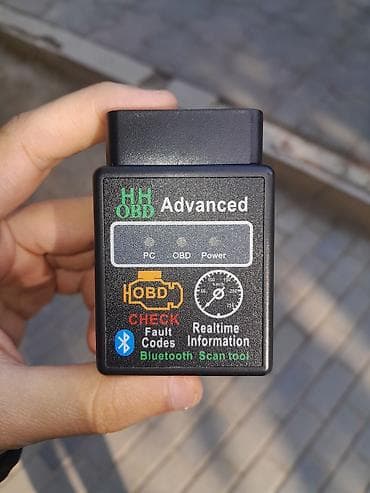 HH
OBD Advanced
PC OBD Power
OBD
CHECK
Fault
Codes
Realtime
Information
Bluetooth Scan tool